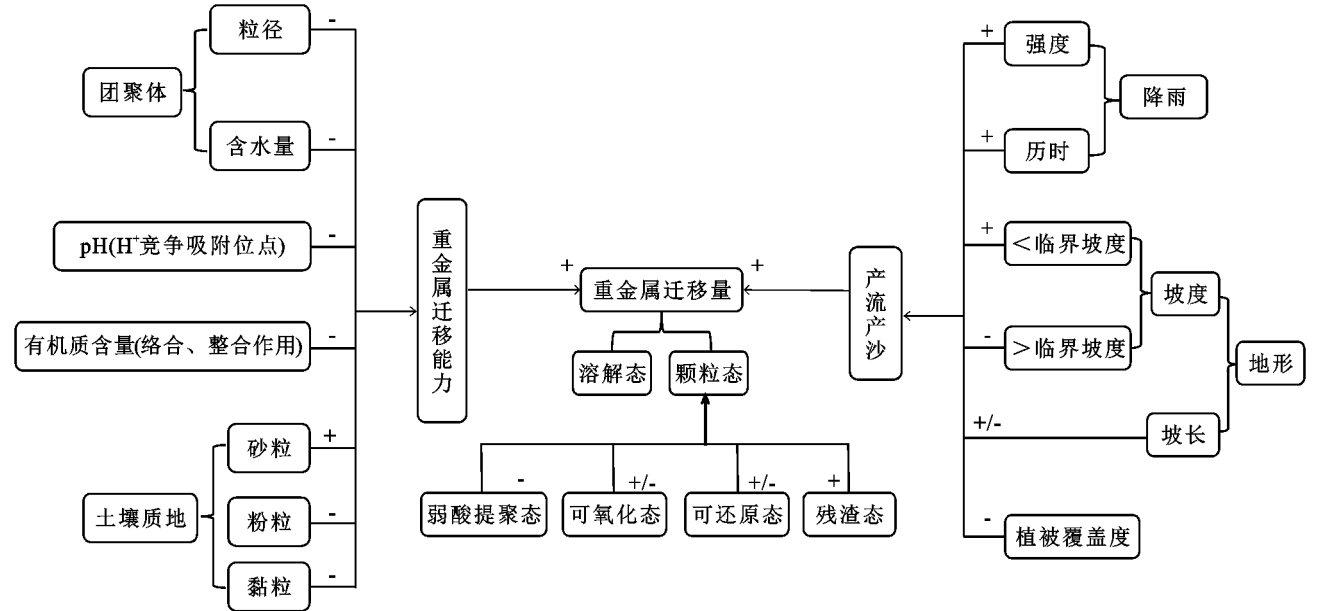 团聚体
粒径
-
含水量
-
pH(H⁺竞争吸附位点)
-
有机质含量(络合、整合作用)
-
土壤质地
砂粒
+
粉粒
-
黏粒
-
重金属迁移能力
+
重金属迁移量
+
溶解态
颗粒态
-
弱酸提聚态
+/-
可氧化态
+/-
可还原态
+
残渣态
产流产沙
+
强度
+
历时
降雨
+
<临界坡度
-
>临界坡度
坡度
+/-
坡长
地形
-
植被覆盖度